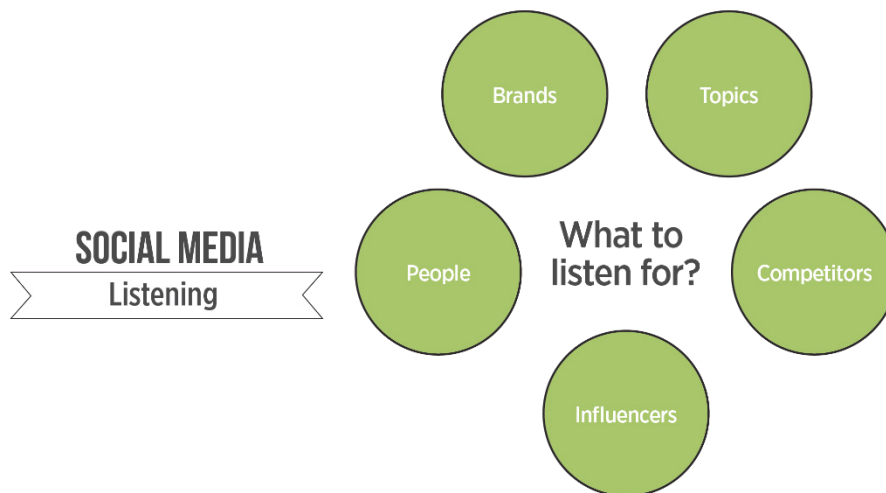 SOCIAL MEDIA
Listening
What to
listen for?
Brands
Topics
People
Competitors
Influencers